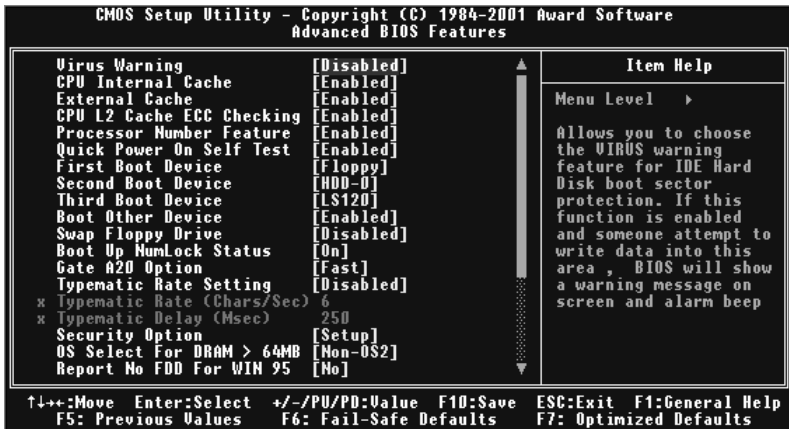 CMOS Setup Utility - Copyright (C) 1984-2001 Award Software
Advanced BIOS Features
Virus Warning [Disabled]
CPU Internal Cache [Enabled]
External Cache [Enabled]
CPU L2 Cache ECC Checking [Enabled]
Processor Number Feature [Enabled]
Quick Power On Self Test [Enabled]
First Boot Device [Floppy]
Second Boot Device [HDD-0]
Third Boot Device [LS120]
Boot Other Device [Enabled]
Swap Floppy Drive [Disabled]
Boot Up NumLock Status [On]
Gate A20 Option [Fast]
Typematic Rate Setting [Disabled]
x Typematic Rate (Chars/Sec) 6
x Typematic Delay (Msec) 250
Security Option [Setup]
OS Select For DRAM > 64MB [Non-OS2]
Report No FDD For WIN 95 [No]
Item Help
Menu Level ▸
Allows you to choose
the VIRUS warning
feature for IDE Hard
Disk boot sector
protection. If this
function is enabled
and someone attempt to
write data into this
area , BIOS will show
a warning message on
screen and alarm beep
↑↓→←:Move Enter:Select +/-/PU/PD:Value F10:Save ESC:Exit F1:General Help
F5: Previous Values F6: Fail-Safe Defaults F7: Optimized Defaults